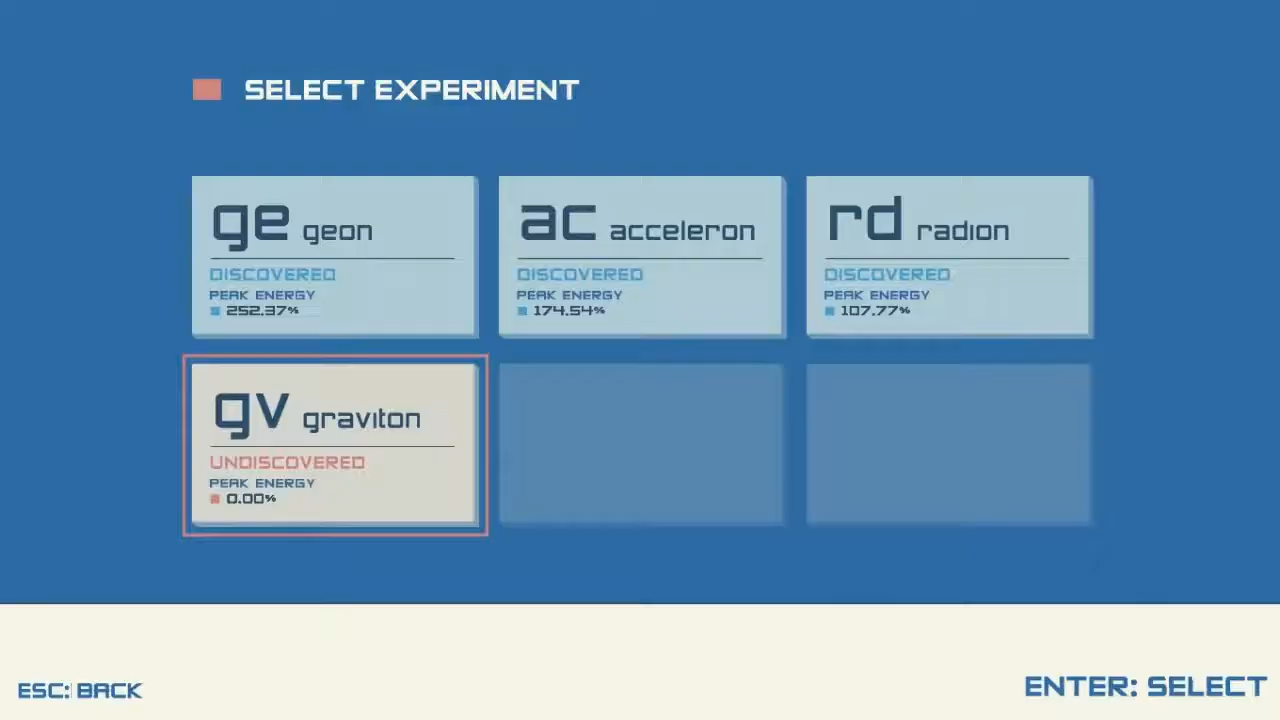 SELECT EXPERIMENT
ge geon
DISCOVERED
PEAK ENERGY
252.37%
ac acceleron
DISCOVERED
PEAK ENERGY
174.54%
rd radion
DISCOVERED
PEAK ENERGY
107.77%
gv graviton
UNDISCOVERED
PEAK ENERGY
0.00%
ESC: BACK
ENTER: SELECT